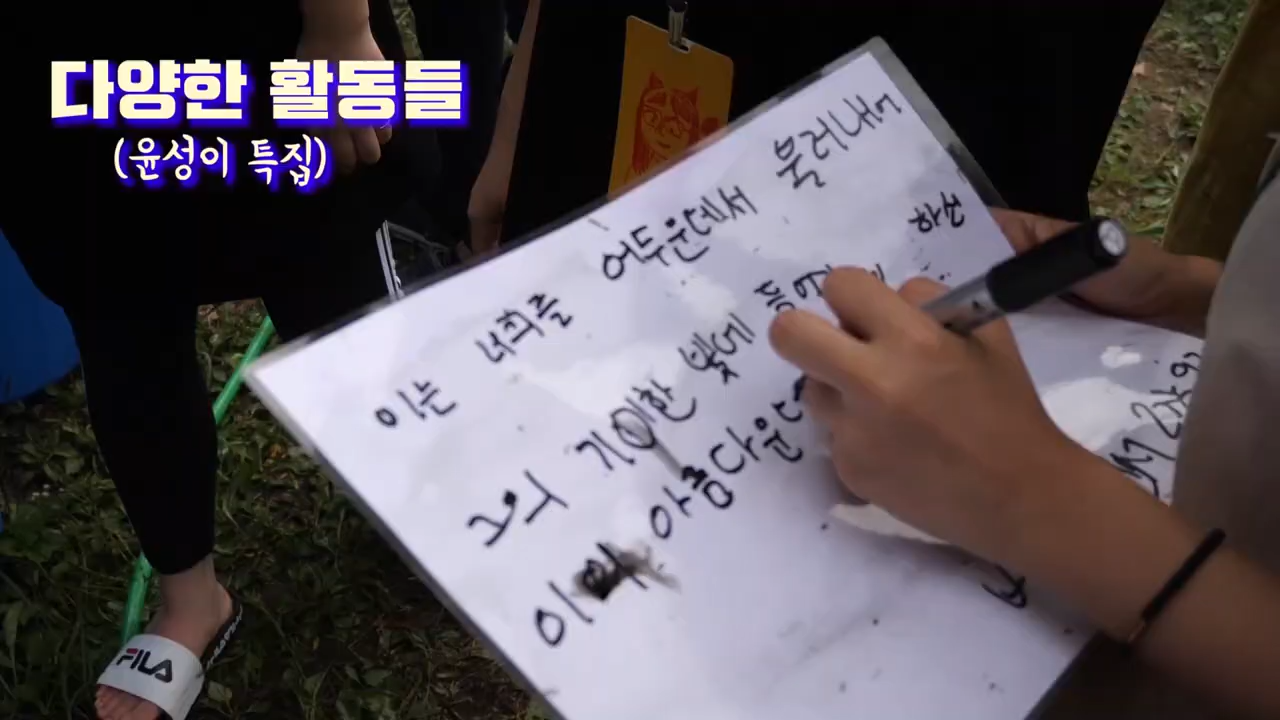 다양한 활동들
(윤성이 특집)
이는 너희를 어두운데서 불러내어
그의 기이한 빛에 들어가게 하신
이의 아름다운
FILA